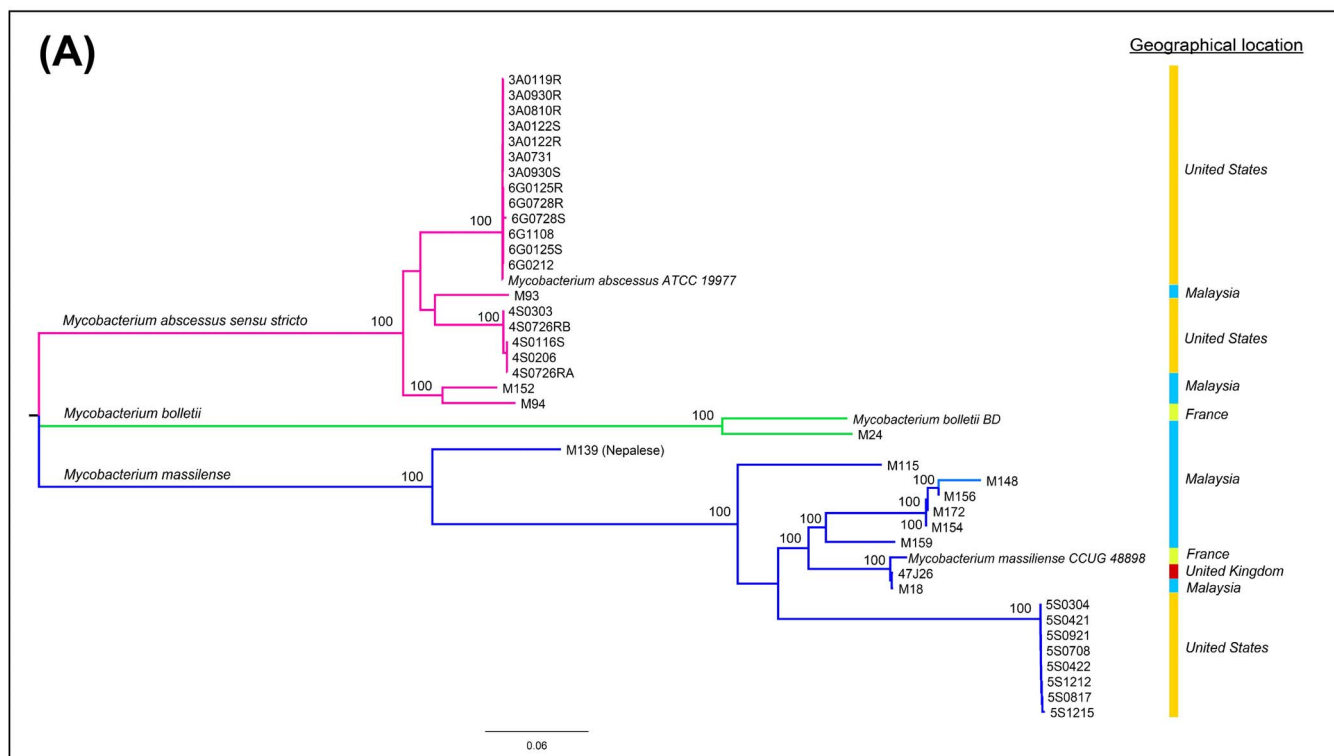 (A)
Geographical location
3A0119R
3A0930R
3A0810R
3A0122S
3A0122R
3A0731
3A0930S
United States
6G0125R
6G0728R
100
6G0728S
6G1108
6G0125S
6G0212
Mycobacterium abscessus ATCC 19977
M93
Malaysia
4S0303
Mycobacterium abscessus sensu stricto
100
100
4S0726RB
4S0116S
United States
4S0206
4S0726RA
100
M152
Malaysia
M94
Mycobacterium bolletii
100
Mycobacterium bolletii BD
France
M24
M139 (Nepalese)
Mycobacterium massilense
100
M115
Malaysia
100
M148
M156
100
M172
100
M154
100
100
M159
Mycobacterium massiliense CCUG 48898
France
100
47J26
United Kingdom
M18
Malaysia
100
5S0304
5S0421
5S0921
5S0708
United States
5S0422
5S1212
5S0817
5S1215
0.06